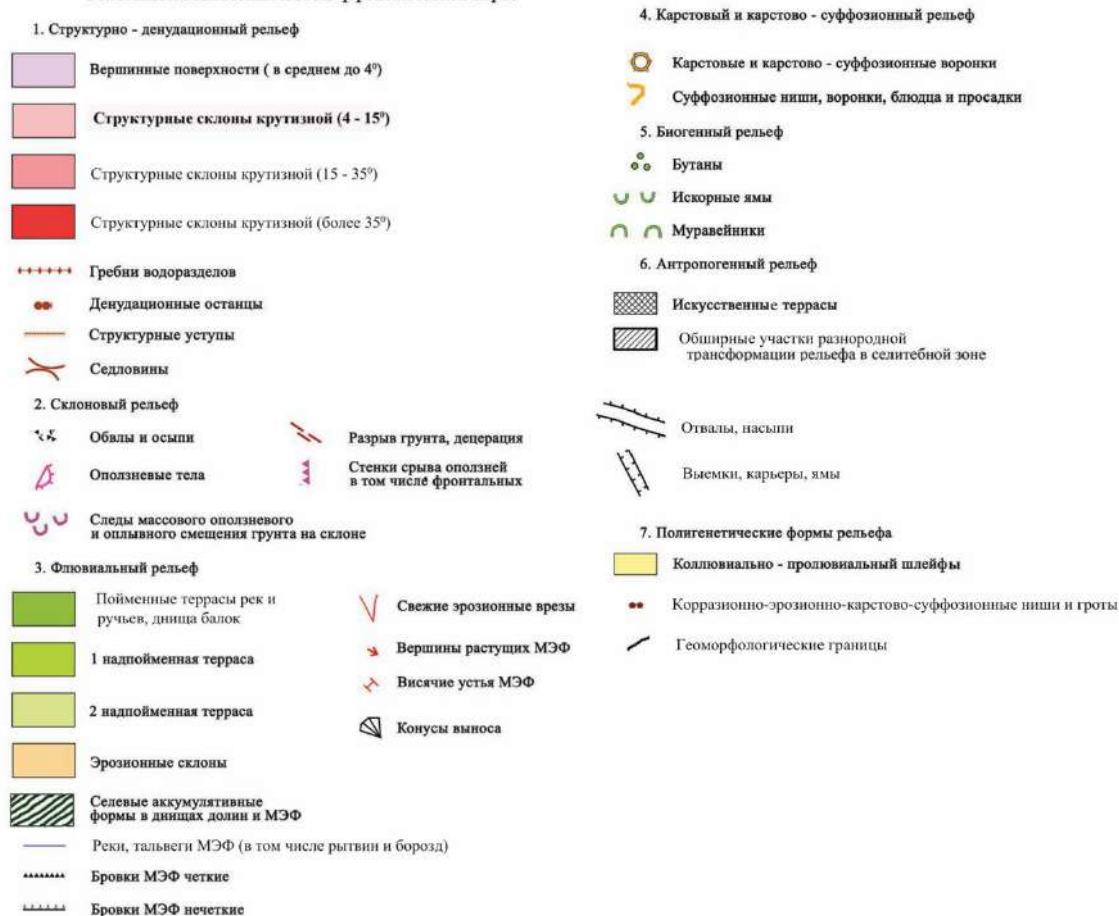 1. Структурно - денудационный рельеф
Вершинные поверхности ( в среднем до 4⁰)
Структурные склоны крутизной (4 - 15⁰)
Структурные склоны крутизной (15 - 35⁰)
Структурные склоны крутизной (более 35⁰)
Гребни водоразделов
Денудационные останцы
Структурные уступы
Седловины
2. Склоновый рельеф
Обвлы и осыпи
Оползневые тела
Следы массового оползневого
и оплывного смещения грунта на склоне
Разрыв грунта, децерация
Стенки срыва оползней
в том числе фронтальных
3. Флювиальный рельеф
Пойменные террасы рек и
ручьев, днища балок
1 надпойменная терраса
2 надпойменная терраса
Эрозионные склоны
Селевые аккумулятивные
формы в днищах долин и МЭФ
Реки, тальвеги МЭФ (в том числе рытвин и борозд)
Бровки МЭФ четкие
Бровки МЭФ нечеткие
Свежие эрозионные врезы
Вершины растущих МЭФ
Висячие устья МЭФ
Конусы выноса
4. Карстовый и карстово - суффозионный рельеф
Карстовые и карстово - суффозионные воронки
Суффозионные ниши, воронки, блюдца и просадки
5. Биогенный рельеф
Бутаны
Искорные ямы
Муравейники
6. Антропогенный рельеф
Искусственные террасы
Обширные участки разнородной
трансформации рельефа в селитебной зоне
Отвалы, насыпи
Выемки, карьеры, ямы
7. Полигенетические формы рельефа
Коллювиально - пролювиальный шлейфы
Корразионно-эрозионно-карстово-суффозионные ниши и гроты
Геоморфологические границы